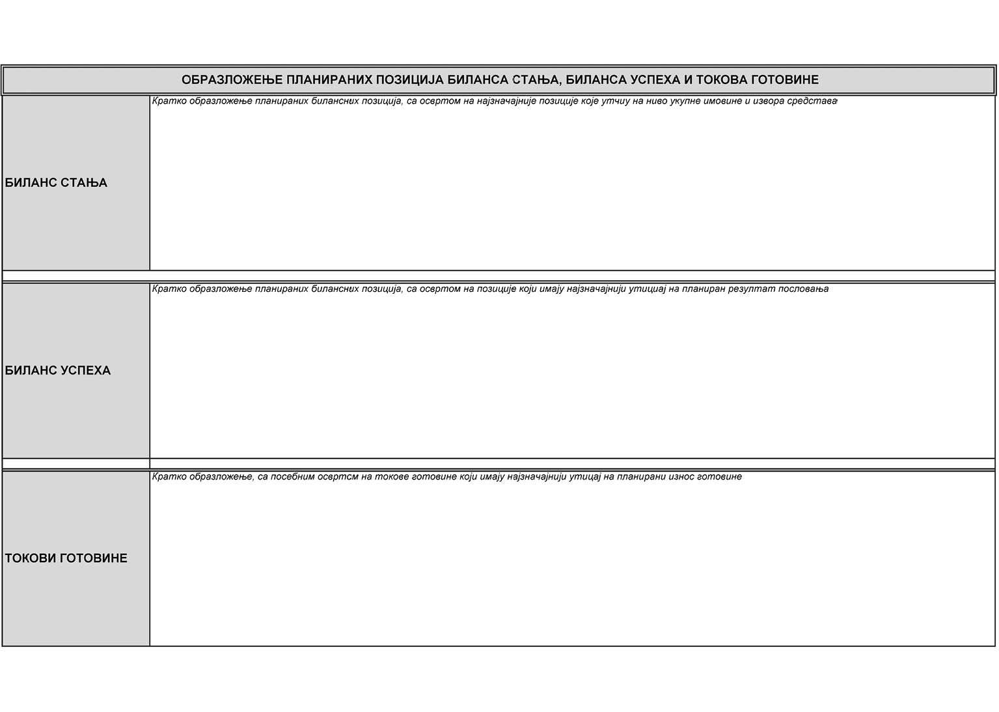 ОБРАЗЛОЖЕЊЕ ПЛАНИРАНИХ ПОЗИЦИЈА БИЛАНСА СТАЊА, БИЛАНСА УСПЕХА И ТОКОВА ГОТОВИНЕ
Кратко образложење планираних билансних позиција, са освртом на најзначајније позиције које утчиу на ниво укупне имовине и извора средстава
БИЛАНС СТАЊА
Кратко образложење планираних билансних позиција, са освртом на позиције који имају најзначајнији утициај на планиран резултат пословања
БИЛАНС УСПЕХА
Кратко образложење, са посебним освртсм на токове готовине који имају најзначајнији утицај на планирани износ готовине
ТОКОВИ ГОТОВИНЕ